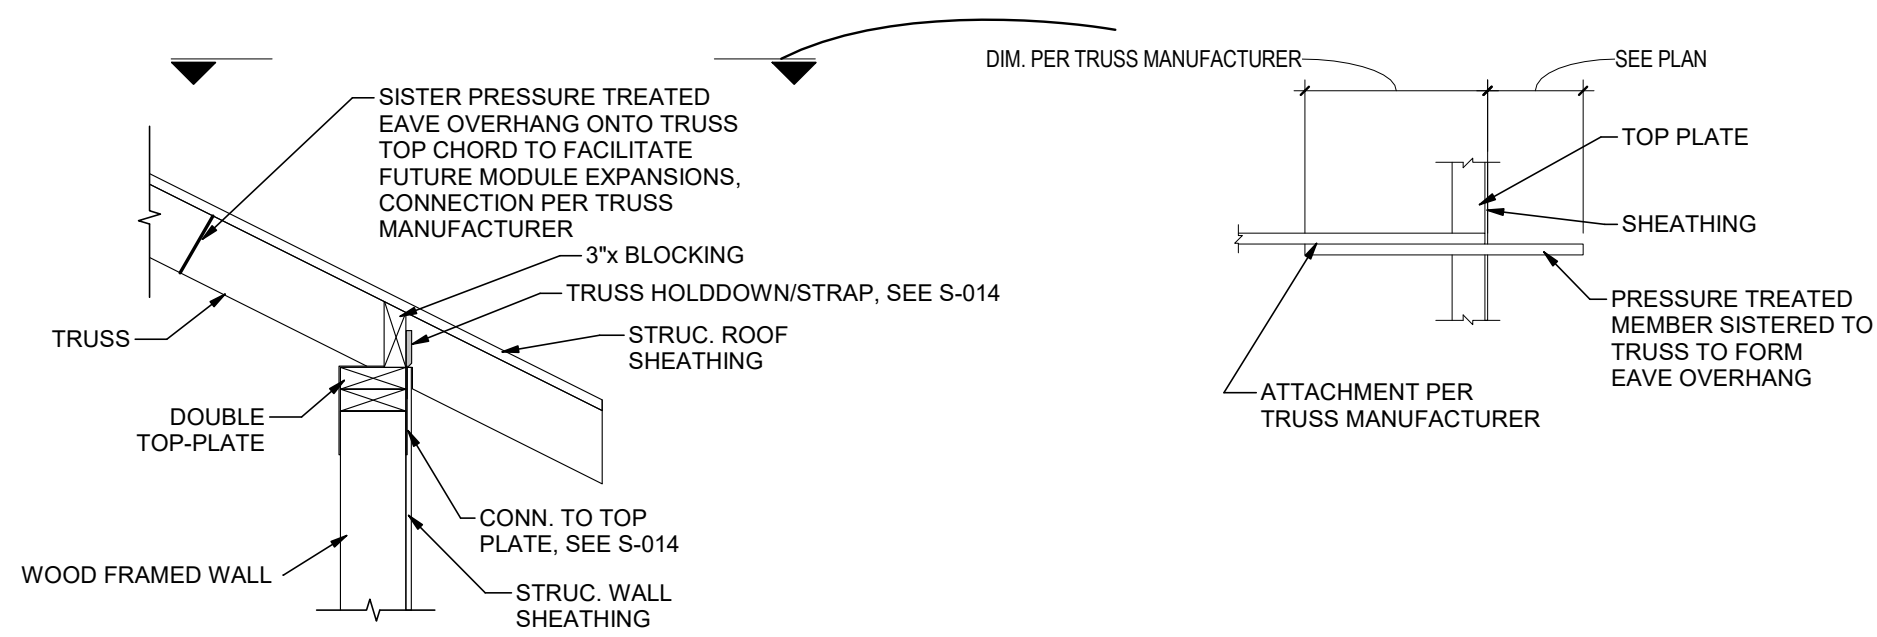 SISTER PRESSURE TREATED
EAVE OVERHANG ONTO TRUSS
TOP CHORD TO FACILITATE
FUTURE MODULE EXPANSIONS,
CONNECTION PER TRUSS
MANUFACTURER
3"x BLOCKING
TRUSS HOLDDOWN/STRAP, SEE S-014
STRUC. ROOF
SHEATHING
TRUSS
DOUBLE
TOP-PLATE
CONN. TO TOP
PLATE, SEE S-014
WOOD FRAMED WALL
STRUC. WALL
SHEATHING
DIM. PER TRUSS MANUFACTURER
SEE PLAN
TOP PLATE
SHEATHING
PRESSURE TREATED
MEMBER SISTERED TO
TRUSS TO FORM
EAVE OVERHANG
ATTACHMENT PER
TRUSS MANUFACTURER